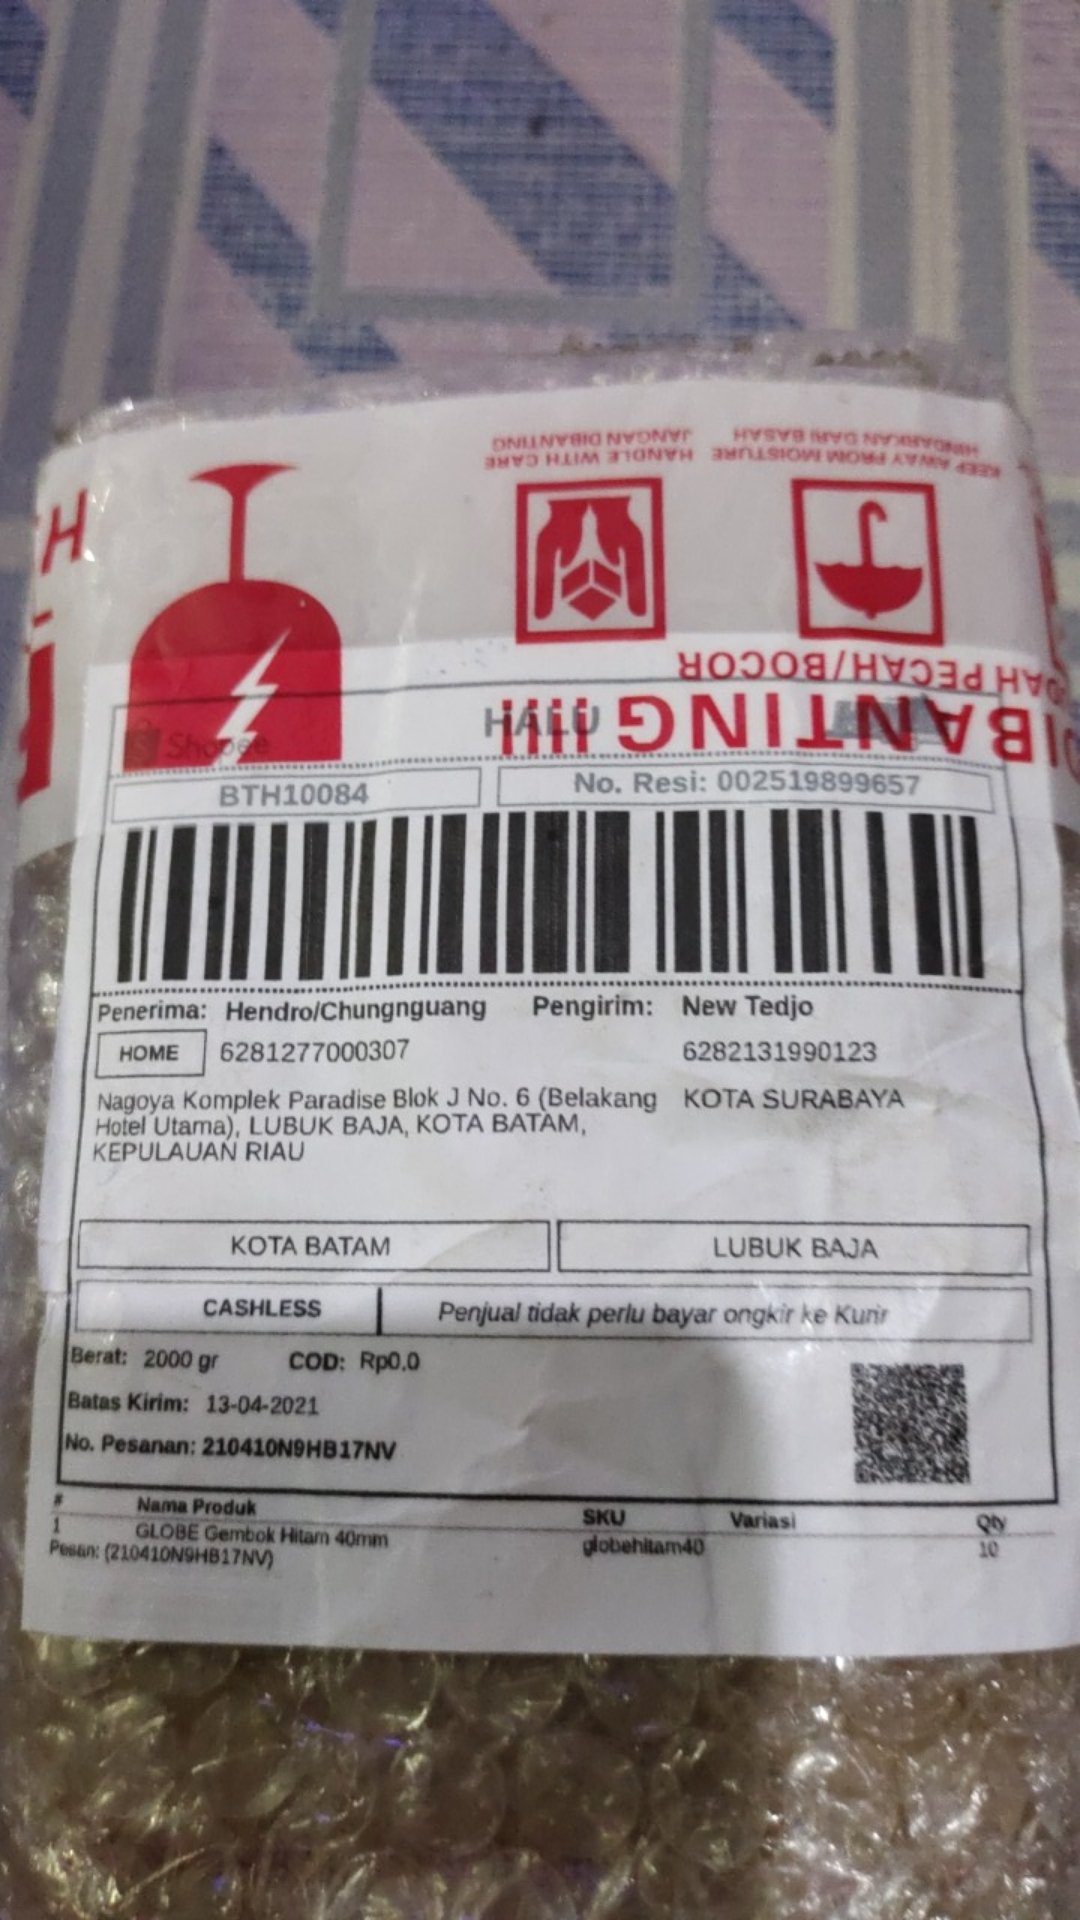 HANDLE WITH CARE
JANGAN DIBANTING
KEEP AWAY FROM MOISTURE
HINDARKAN DARI BASAH
H
DAH PECAH/BOCOR
IBANTING !!!!
Shopee
HALU
BTH10084
No. Resi: 002519899657
Penerima: Hendro/Chungnguang Pengirim: New Tedjo
HOME 6281277000307 6282131990123
Nagoya Komplek Paradise Blok J No. 6 (Belakang KOTA SURABAYA
Hotel Utama), LUBUK BAJA, KOTA BATAM,
KEPULAUAN RIAU
KOTA BATAM LUBUK BAJA
CASHLESS Penjual tidak perlu bayar ongkir ke Kurir
Berat: 2000 gr COD: Rp0.0
Batas Kirim: 13-04-2021
No. Pesanan: 210410N9HB17NV
# Nama Produk SKU Variasi Qty
1 GLOBE Gembok Hitam 40mm globehitam40 10
Pesan: (210410N9HB17NV)